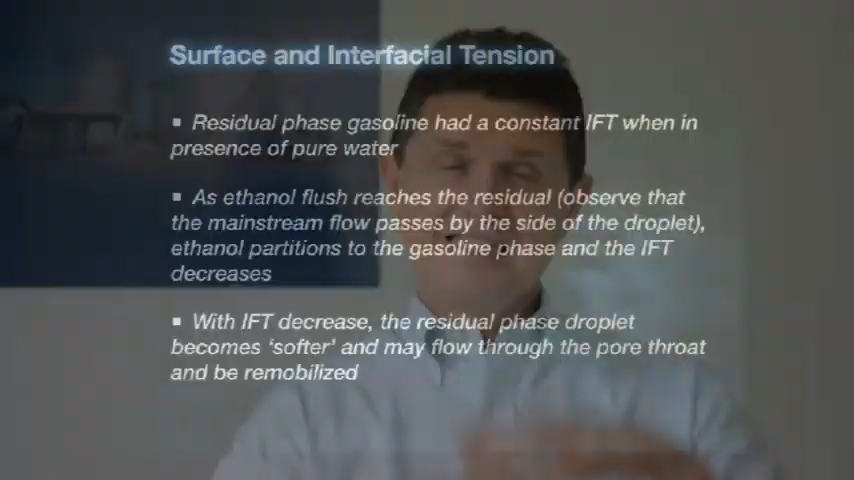 Surface and Interfacial Tension
▪ Residual phase gasoline had a constant IFT when in
presence of pure water
▪ As ethanol flush reaches the residual (observe that
the mainstream flow passes by the side of the droplet),
ethanol partitions to the gasoline phase and the IFT
decreases
▪ With IFT decrease, the residual phase droplet
becomes ‘softer’ and may flow through the pore throat
and be remobilized